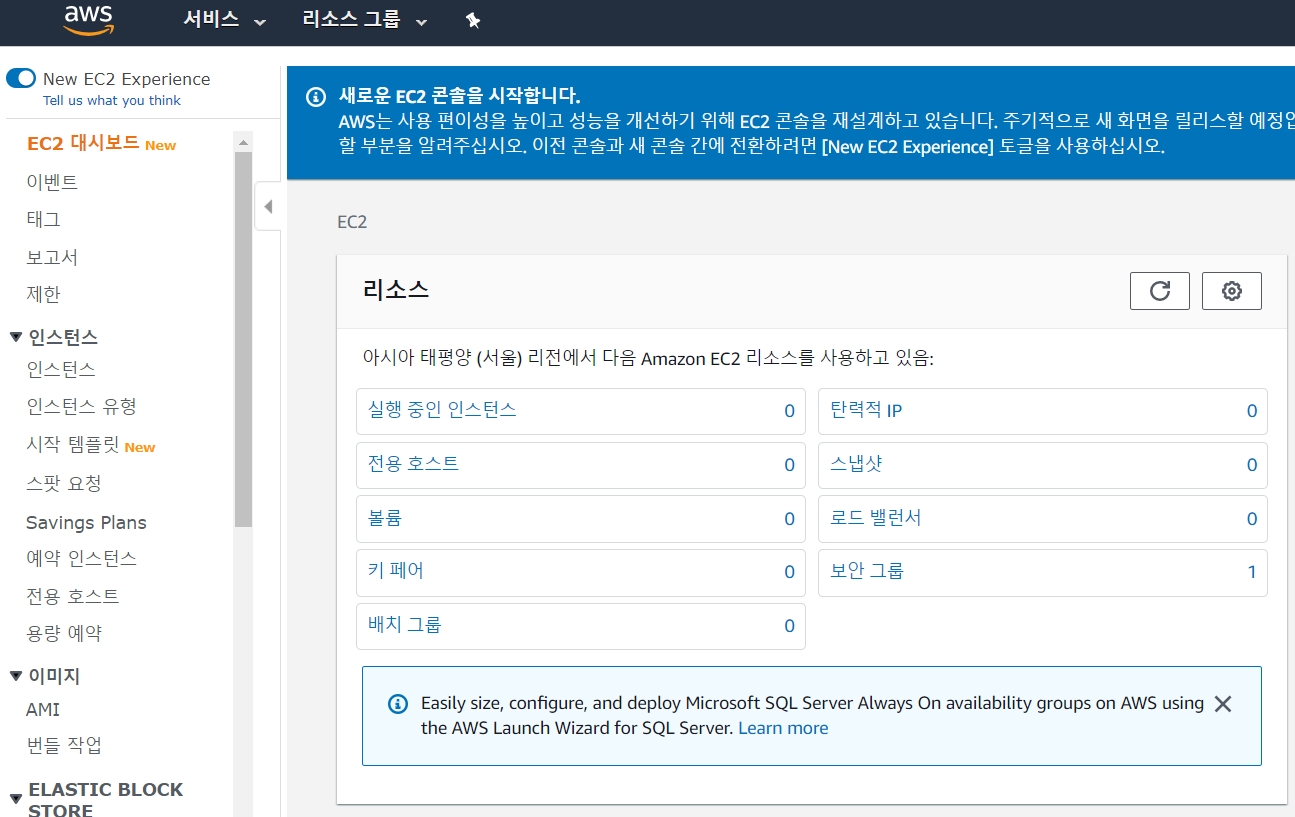 aws
서비스
리소스 그룹
New EC2 Experience
Tell us what you think
EC2 대시보드 New
이벤트
태그
보고서
제한
인스턴스
인스턴스
인스턴스 유형
시작 템플릿 New
스팟 요청
Savings Plans
예약 인스턴스
전용 호스트
용량 예약
이미지
AMI
번들 작업
ELASTIC BLOCK
STORE
새로운 EC2 콘솔을 시작합니다.
AWS는 사용 편이성을 높이고 성능을 개선하기 위해 EC2 콘솔을 재설계하고 있습니다. 주기적으로 새 화면을 릴리스할 예정입
할 부분을 알려주십시오. 이전 콘솔과 새 콘솔 간에 전환하려면 [New EC2 Experience] 토글을 사용하십시오.
EC2
리소스
아시아 태평양 (서울) 리전에서 다음 Amazon EC2 리소스를 사용하고 있음:
실행 중인 인스턴스 0
탄력적 IP 0
전용 호스트 0
스냅샷 0
볼륨 0
로드 밸런서 0
키 페어 0
보안 그룹 1
배치 그룹 0
Easily size, configure, and deploy Microsoft SQL Server Always On availability groups on AWS using
the AWS Launch Wizard for SQL Server. Learn more